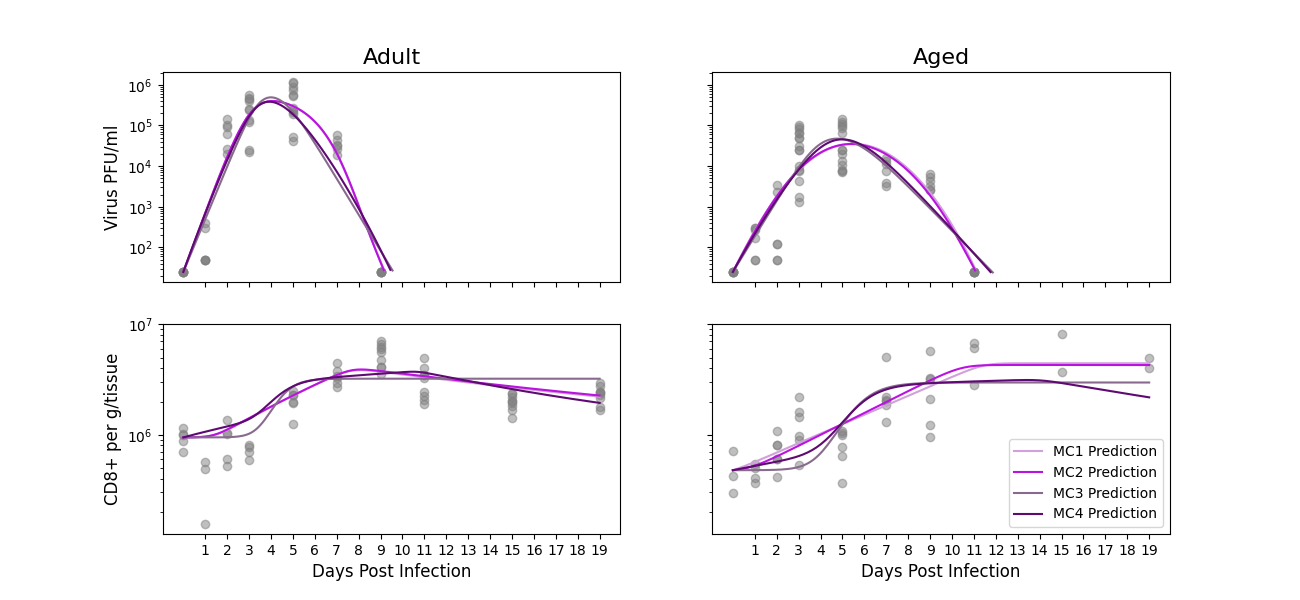 Adult
Aged
Virus PFU/ml
10^6
10^5
10^4
10^3
10^2
CD8+ per g/tissue
10^7
10^6
1 2 3 4 5 6 7 8 9 10 11 12 13 14 15 16 17 18 19
Days Post Infection
MC1 Prediction
MC2 Prediction
MC3 Prediction
MC4 Prediction
1 2 3 4 5 6 7 8 9 10 11 12 13 14 15 16 17 18 19
Days Post Infection